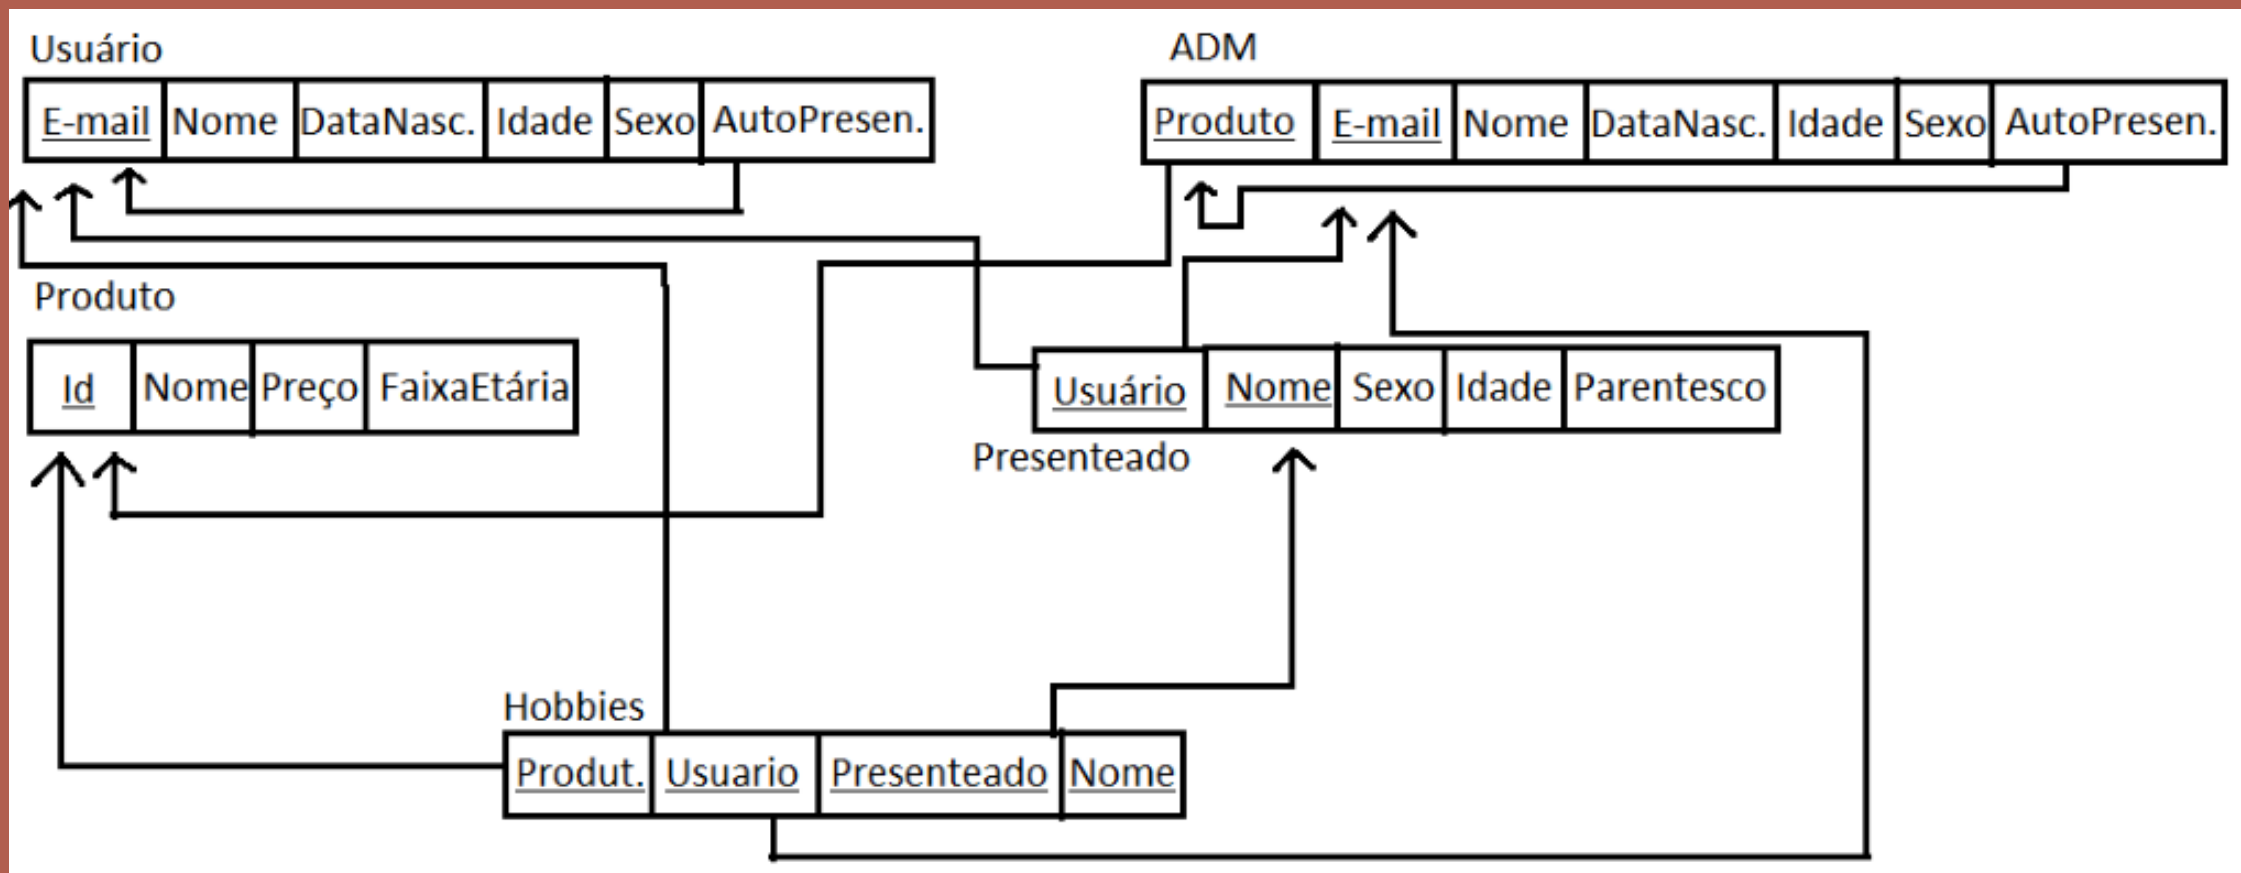 Usuário
E-mail Nome DataNasc. Idade Sexo AutoPresen.
ADM
Produto E-mail Nome DataNasc. Idade Sexo AutoPresen.
Produto
Id Nome Preço FaixaEtária
Usuário Nome Sexo Idade Parentesco
Presenteado
Hobbies
Produt. Usuario Presenteado Nome